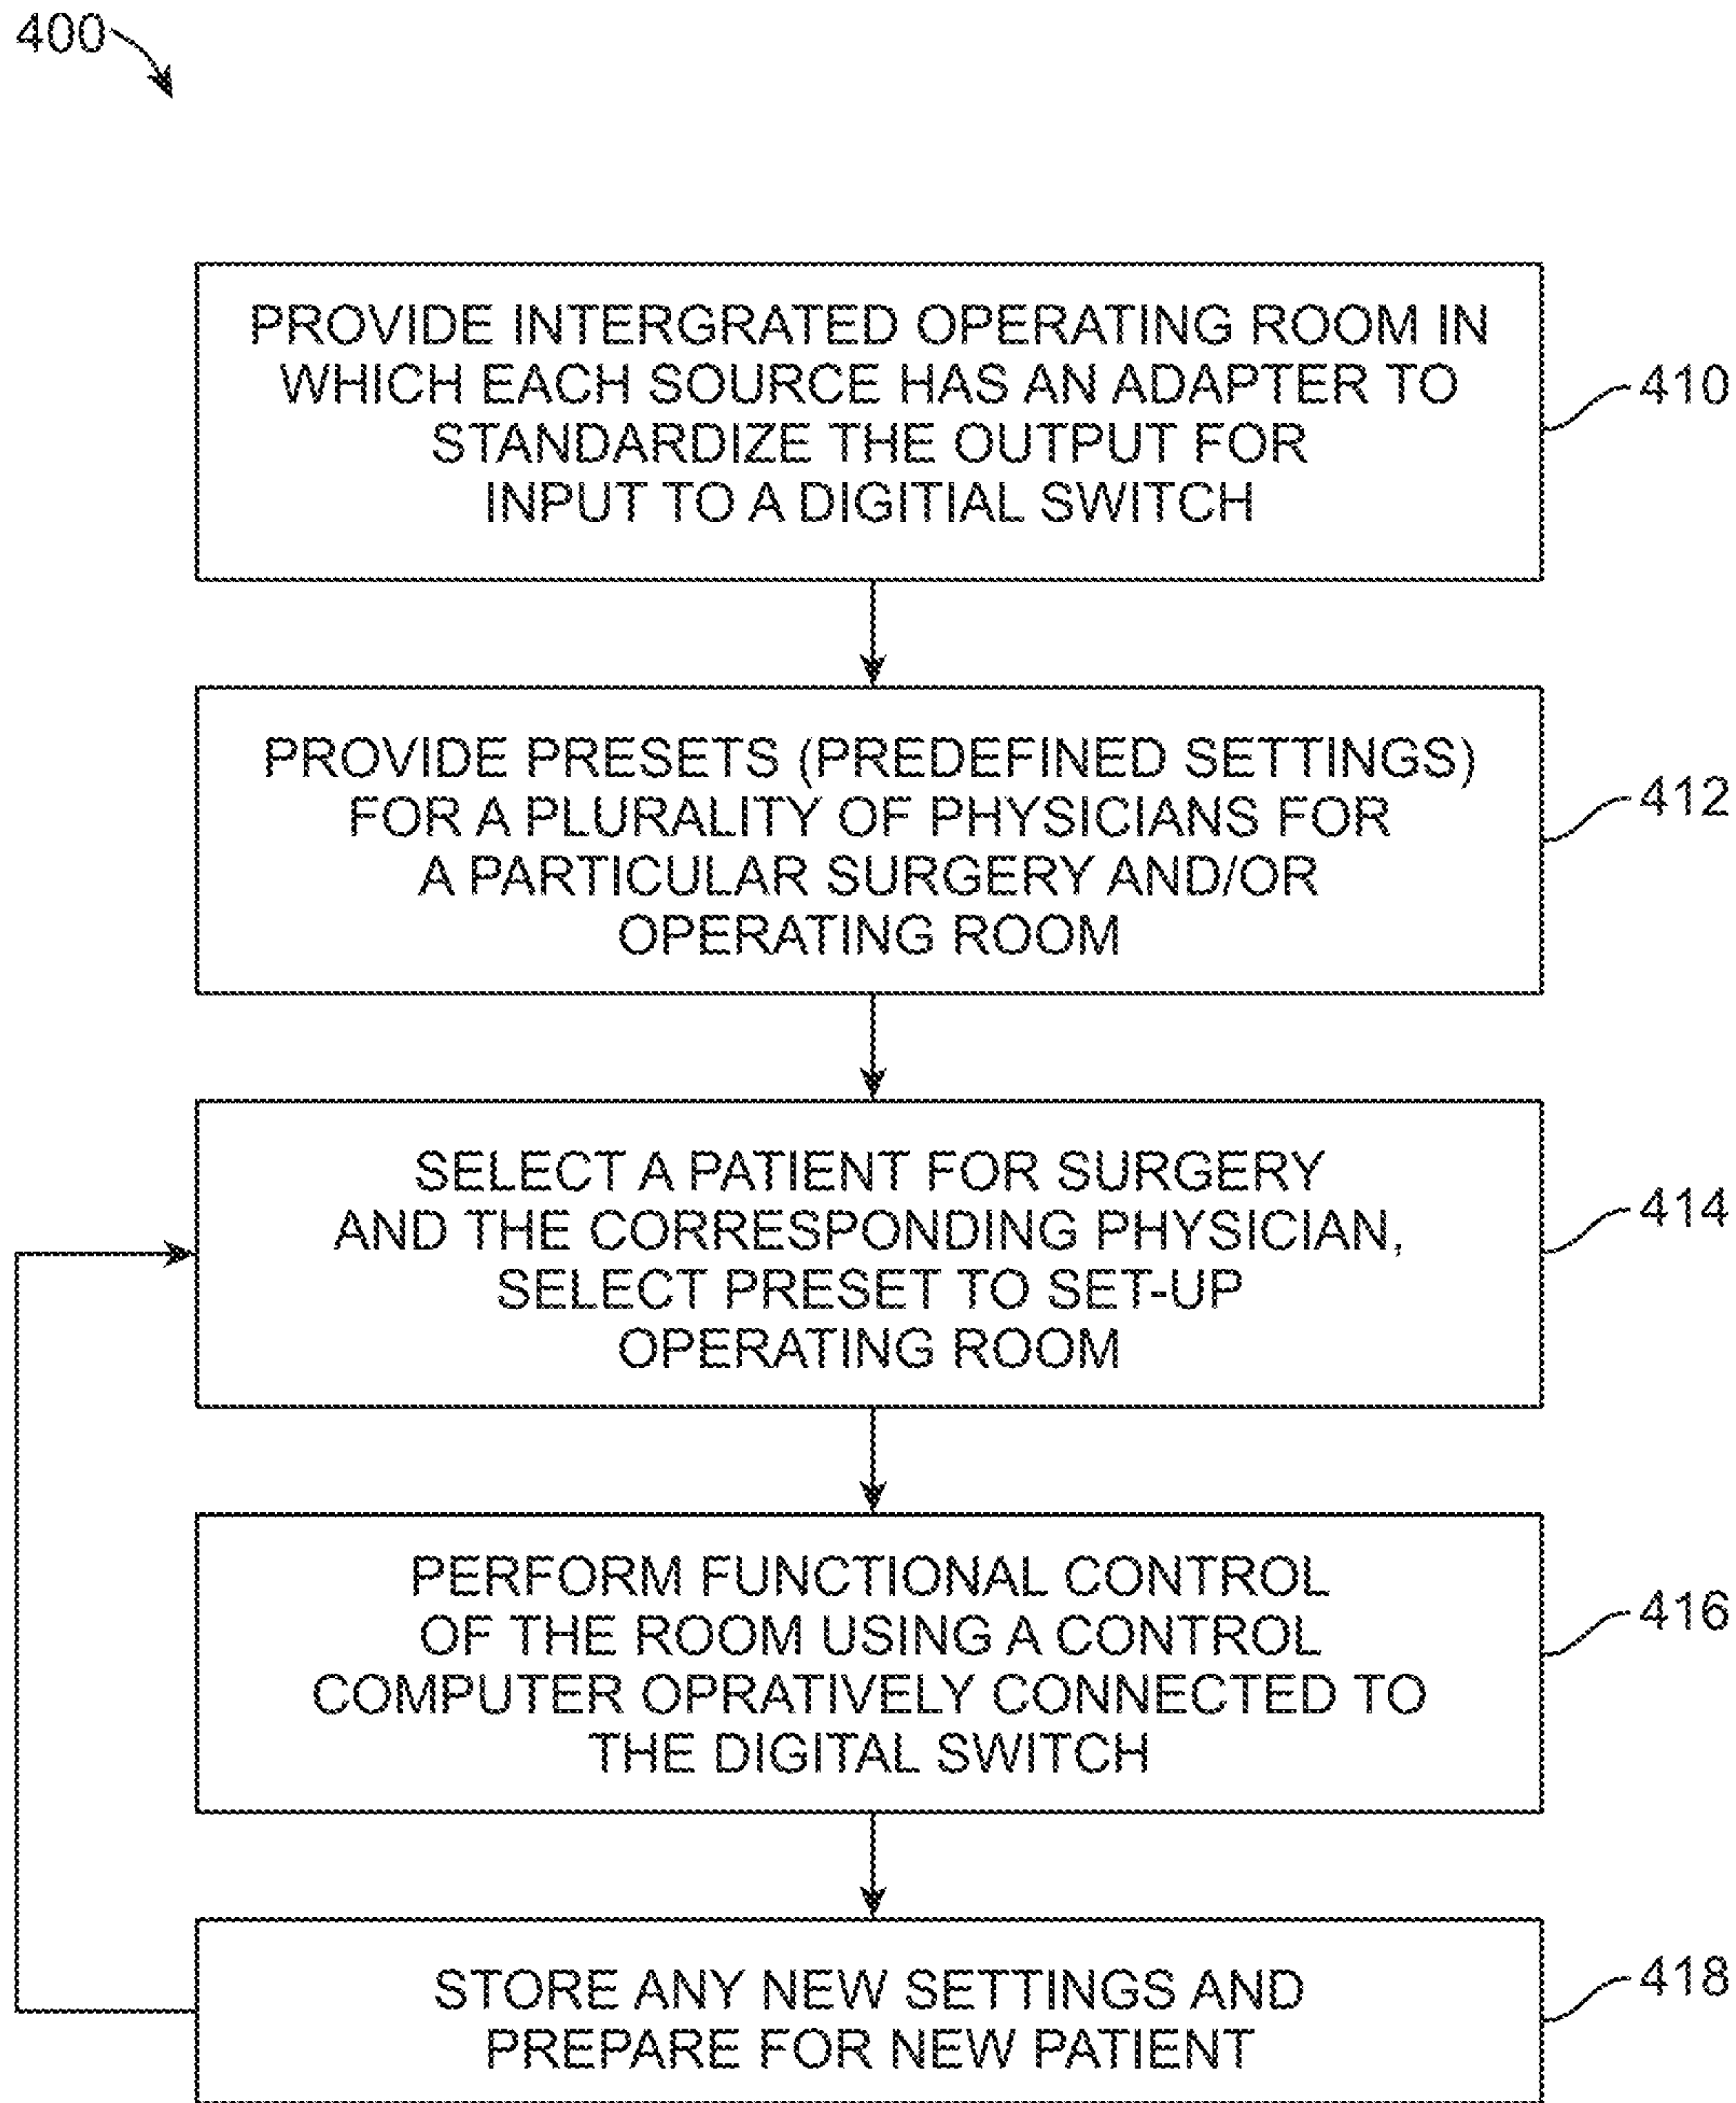 400
PROVIDE INTERGRATED OPERATING ROOM IN
WHICH EACH SOURCE HAS AN ADAPTER TO
STANDARDIZE THE OUTPUT FOR
INPUT TO A DIGITIAL SWITCH
410
PROVIDE PRESETS (PREDEFINED SETTINGS)
FOR A PLURALITY OF PHYSICIANS FOR
A PARTICULAR SURGERY AND/OR
OPERATING ROOM
412
SELECT A PATIENT FOR SURGERY
AND THE CORRESPONDING PHYSICIAN,
SELECT PRESET TO SET-UP
OPERATING ROOM
414
PERFORM FUNCTIONAL CONTROL
OF THE ROOM USING A CONTROL
COMPUTER OPRATIVELY CONNECTED TO
THE DIGITAL SWITCH
416
STORE ANY NEW SETTINGS AND
PREPARE FOR NEW PATIENT
418